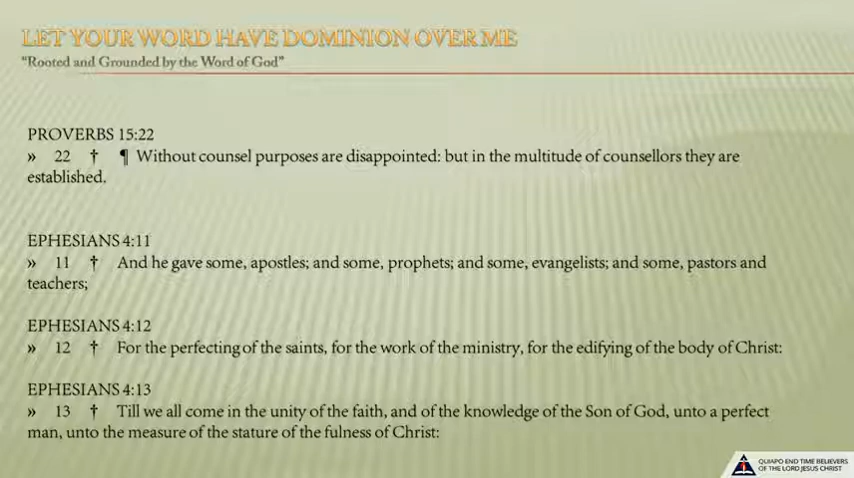 LET YOUR WORD HAVE DOMINION OVER ME
"Rooted and Grounded by the Word of God"
PROVERBS 15:22
» 22 † ¶ Without counsel purposes are disappointed: but in the multitude of counsellors they are
established.
EPHESIANS 4:11
» 11 † And he gave some, apostles; and some, prophets; and some, evangelists; and some, pastors and
teachers;
EPHESIANS 4:12
» 12 † For the perfecting of the saints, for the work of the ministry, for the edifying of the body of Christ:
EPHESIANS 4:13
» 13 † Till we all come in the unity of the faith, and of the knowledge of the Son of God, unto a perfect
man, unto the measure of the stature of the fulness of Christ:
QUIAPO END TIME BELIEVERS
OF THE LORD JESUS CHRIST